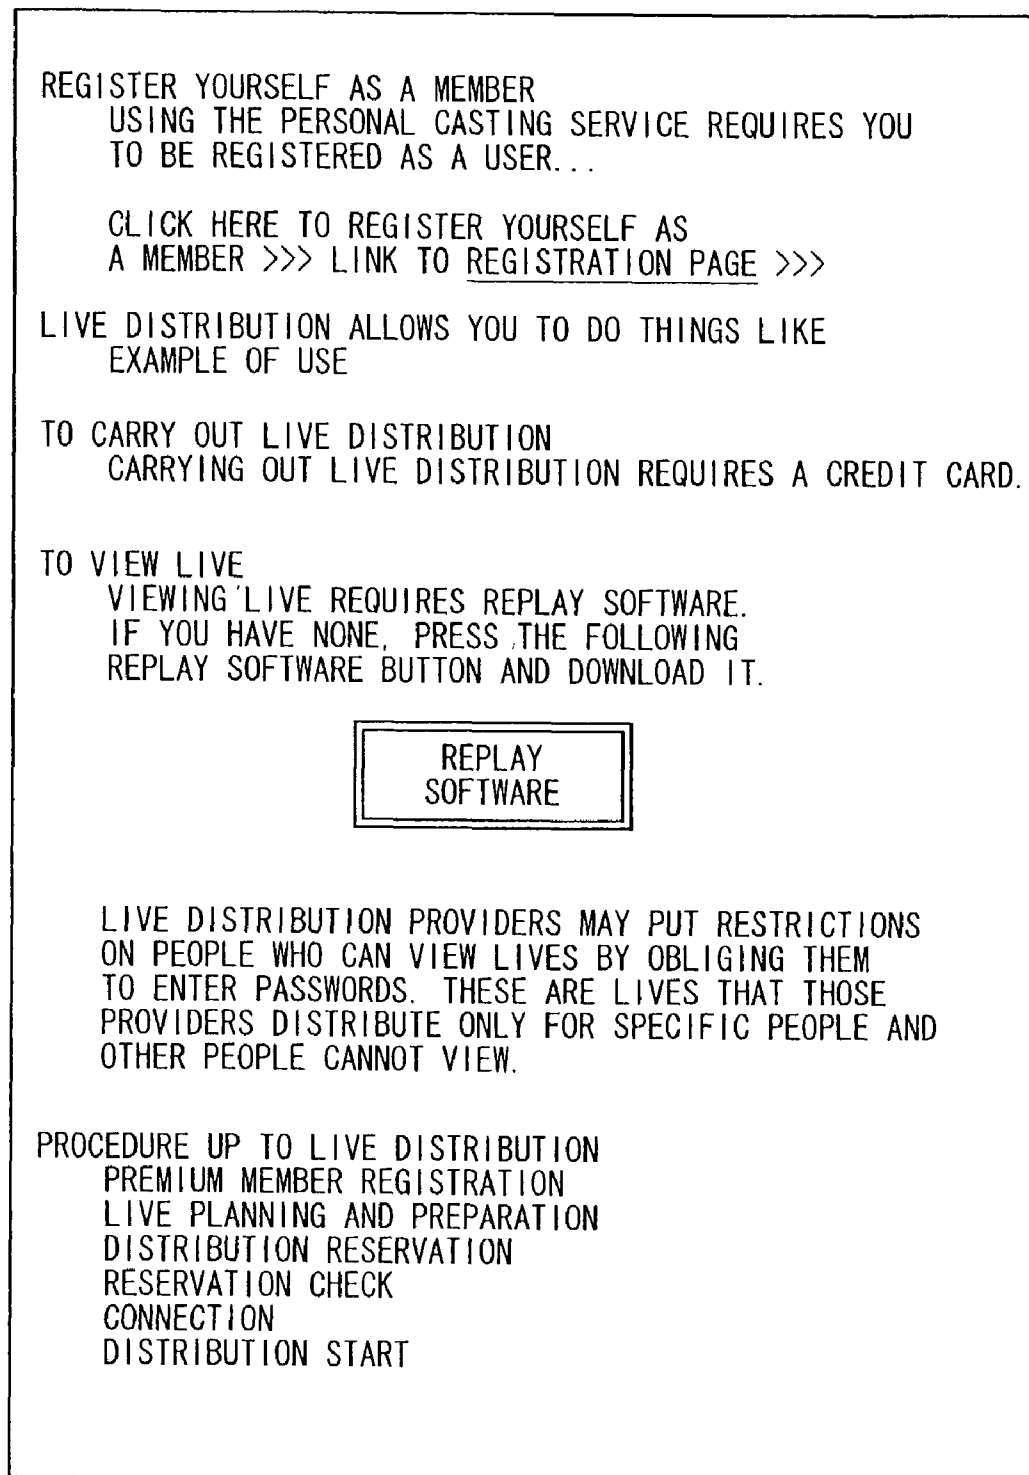 REGISTER YOURSELF AS A MEMBER
USING THE PERSONAL CASTING SERVICE REQUIRES YOU
TO BE REGISTERED AS A USER...
CLICK HERE TO REGISTER YOURSELF AS
A MEMBER >>> LINK TO REGISTRATION PAGE >>>
LIVE DISTRIBUTION ALLOWS YOU TO DO THINGS LIKE
EXAMPLE OF USE
TO CARRY OUT LIVE DISTRIBUTION
CARRYING OUT LIVE DISTRIBUTION REQUIRES A CREDIT CARD.
TO VIEW LIVE
VIEWING LIVE REQUIRES REPLAY SOFTWARE.
IF YOU HAVE NONE, PRESS THE FOLLOWING
REPLAY SOFTWARE BUTTON AND DOWNLOAD IT.
REPLAY
SOFTWARE
LIVE DISTRIBUTION PROVIDERS MAY PUT RESTRICTIONS
ON PEOPLE WHO CAN VIEW LIVES BY OBLIGING THEM
TO ENTER PASSWORDS. THESE ARE LIVES THAT THOSE
PROVIDERS DISTRIBUTE ONLY FOR SPECIFIC PEOPLE AND
OTHER PEOPLE CANNOT VIEW.
PROCEDURE UP TO LIVE DISTRIBUTION
PREMIUM MEMBER REGISTRATION
LIVE PLANNING AND PREPARATION
DISTRIBUTION RESERVATION
RESERVATION CHECK
CONNECTION
DISTRIBUTION START